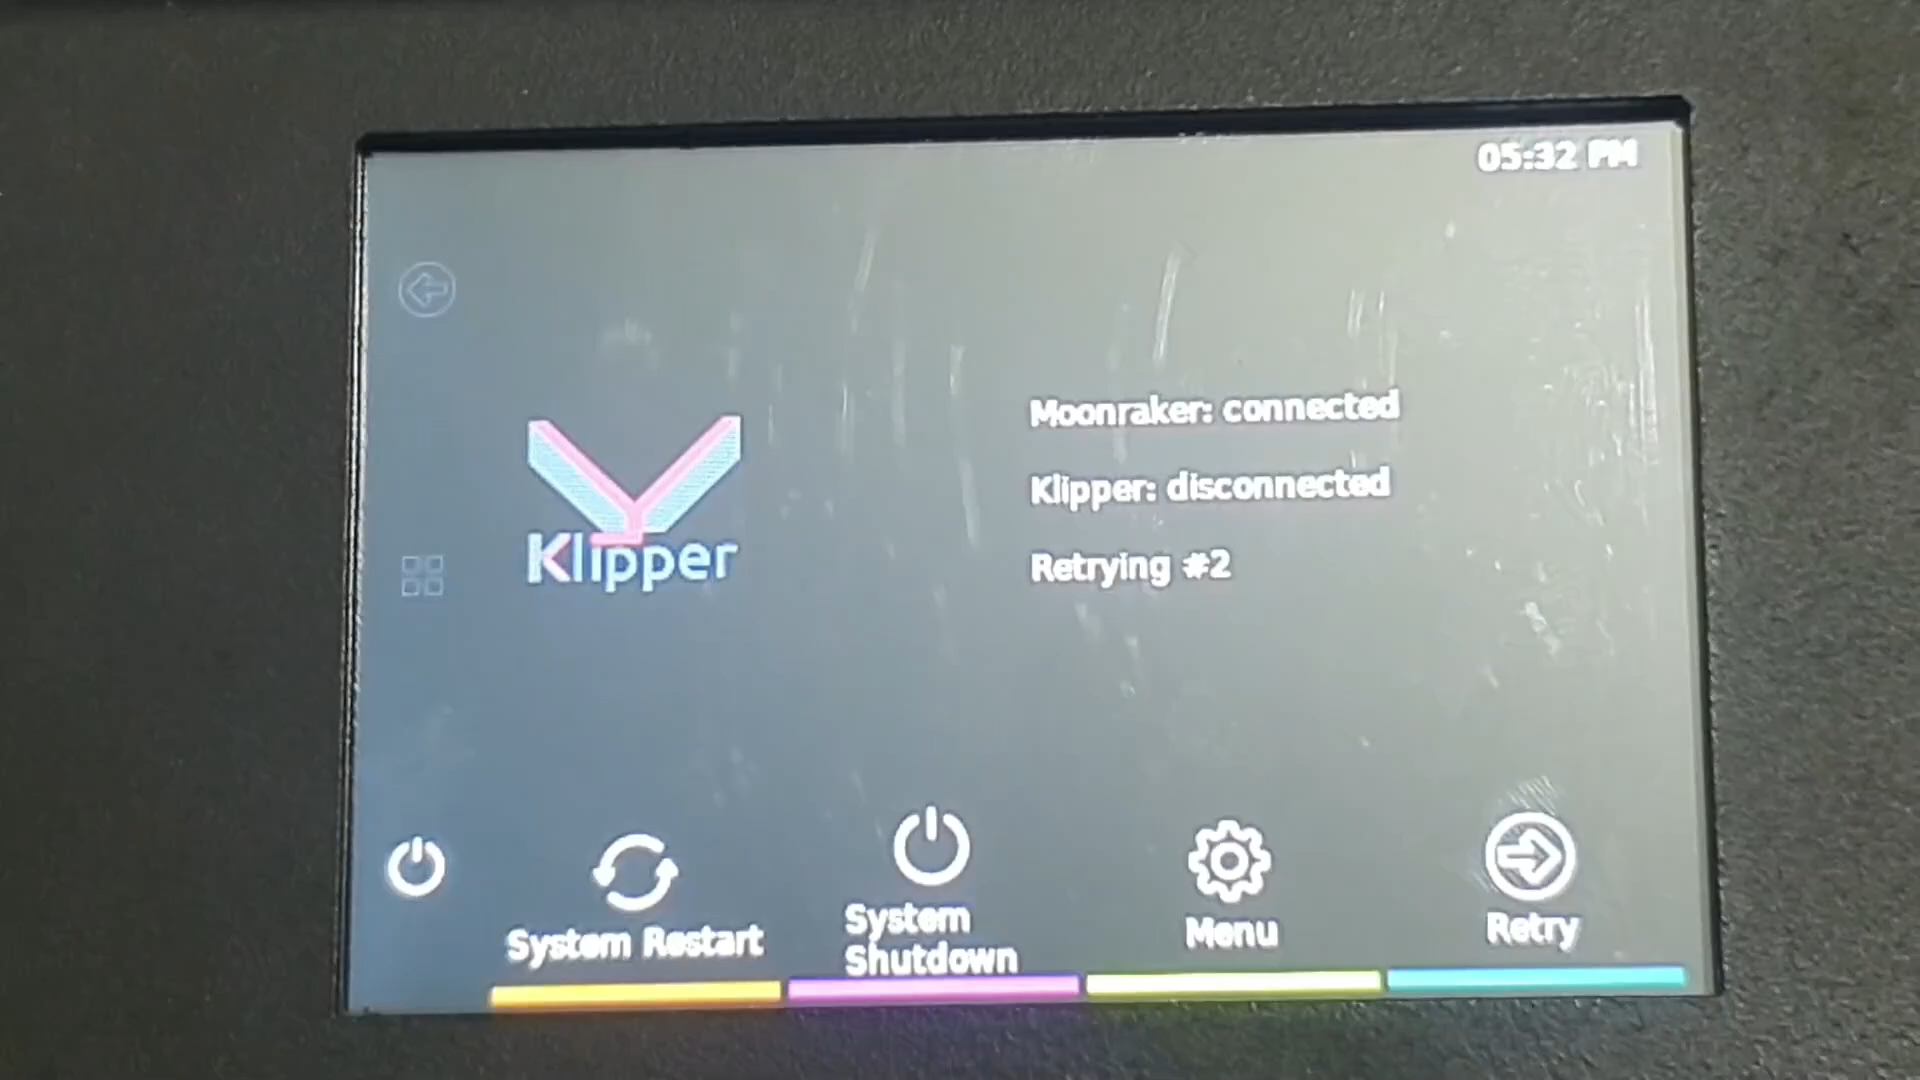 05:32 PM
Klipper
Moonraker: connected
Klipper: disconnected
Retrying #2
System Restart
System
Shutdown
Menu
Retry